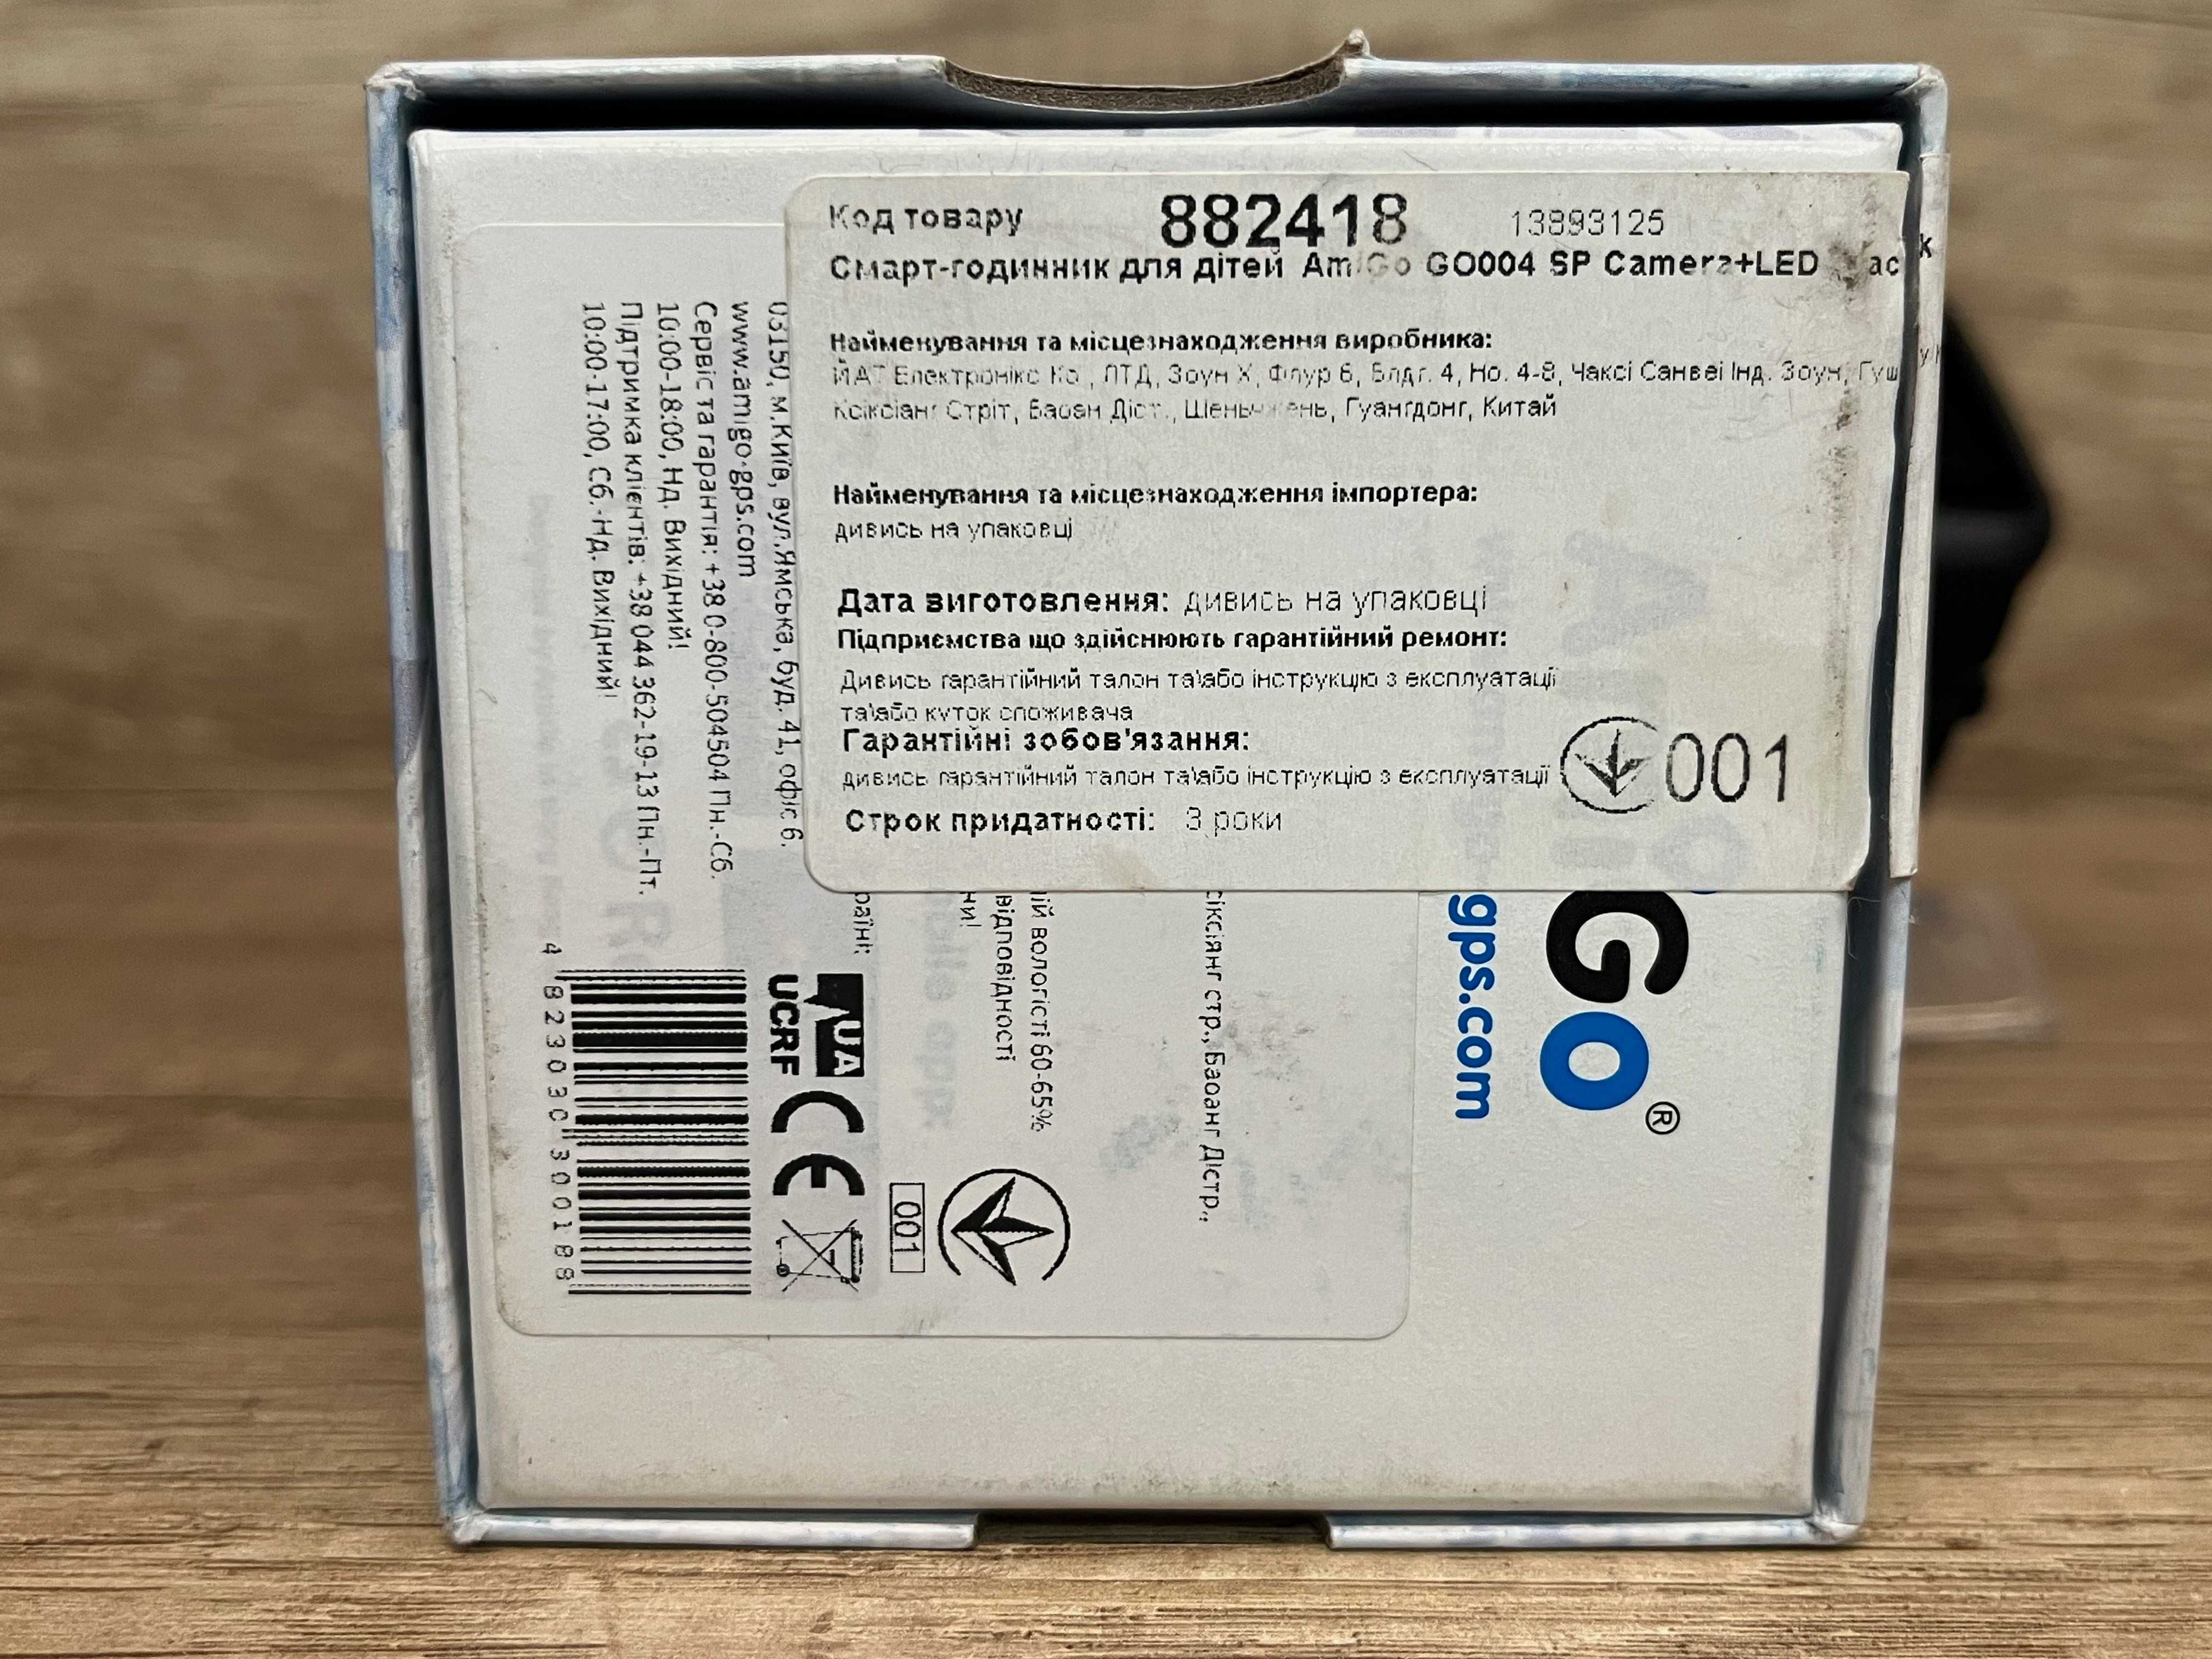 Код товару 882418 13893125
Смарт-годинник для дітей AmiGo GO004 SP Camera+LED
Найменування та місцезнаходження виробника:
ЙАТ Електронікс Ко., ЛТД, Зоун Х, Флур 6, Блдг. 4, Но. 4-8, Чаксі Санвеі Інд. Зоун, Гуш
Ксіксіанг Стріт, Баоан Діст., Шеньчжень, Гуангдонг, Китай
Найменування та місцезнаходження імпортера:
дивись на упаковці
Дата виготовлення: дивись на упаковці
Підприємства що здійснюють гарантійний ремонт:
Дивись гарантійний талон та\або інструкцію з експлуатації
та\або куток споживача
Гарантійні зобов'язання:
дивись гарантійний талон та\або інструкцію з експлуатації
001
Строк придатності: 3 роки
Go®
gps.com
сіксіянг стр., Баоанг Дістр.,
ій вологісті 60-65%
відповідності
ни!
раїні:
03150, м.Київ, вул.Ямська, буд. 41, офіс 6.
www.amigo-gps.com
Сервіс та гарантія: +38 0-800-504504 Пн.-Сб.
10:00-18:00, Нд. Вихідний!
Підтримка клієнтів: +38 044 362-19-13 Пн.-Пт.
10:00-17:00, Сб.-Нд. Вихідний!
001
UA
UCRF
CE
4 823030 300188